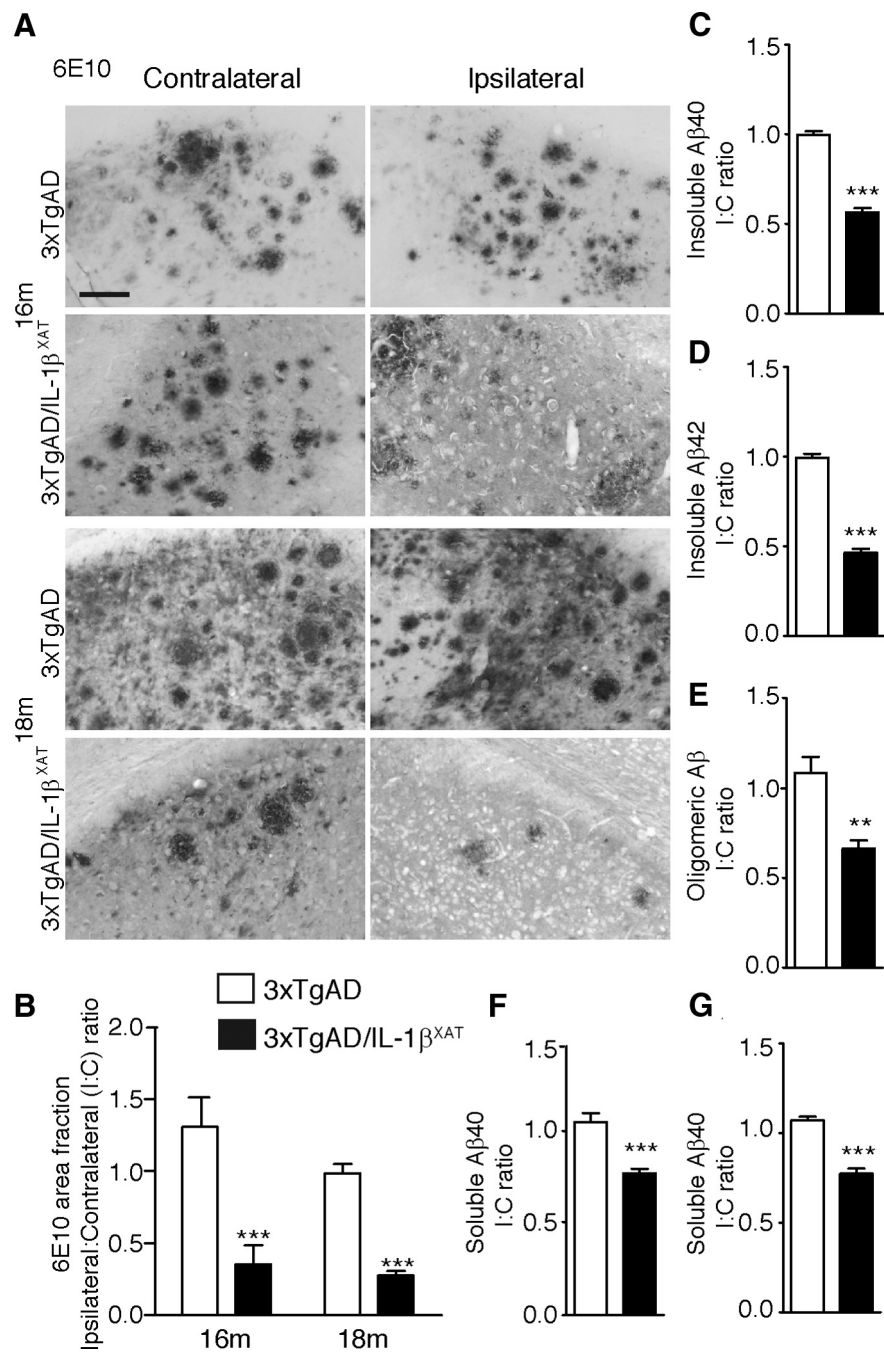 A
6E10
Contralateral
Ipsilateral
3xTgAD
3xTgAD/IL-1β^XAT
16m
3xTgAD
3xTgAD/IL-1β^XAT
18m
B
3xTgAD
3xTgAD/IL-1β^XAT
6E10 area fraction
Ipsilateral:Contralateral (I:C) ratio
2.0
1.5
1.0
0.5
0.0
***
***
16m
18m
C
Insoluble Aβ40
I:C ratio
1.5
1.0
0.5
0.0
***
D
Insoluble Aβ42
I:C ratio
1.5
1.0
0.5
0.0
***
E
Oligomeric Aβ
I:C ratio
1.5
1.0
0.5
0.0
**
F
Soluble Aβ40
I:C ratio
1.5
1.0
0.5
0.0
***
G
Soluble Aβ40
I:C ratio
1.5
1.0
0.5
0.0
***